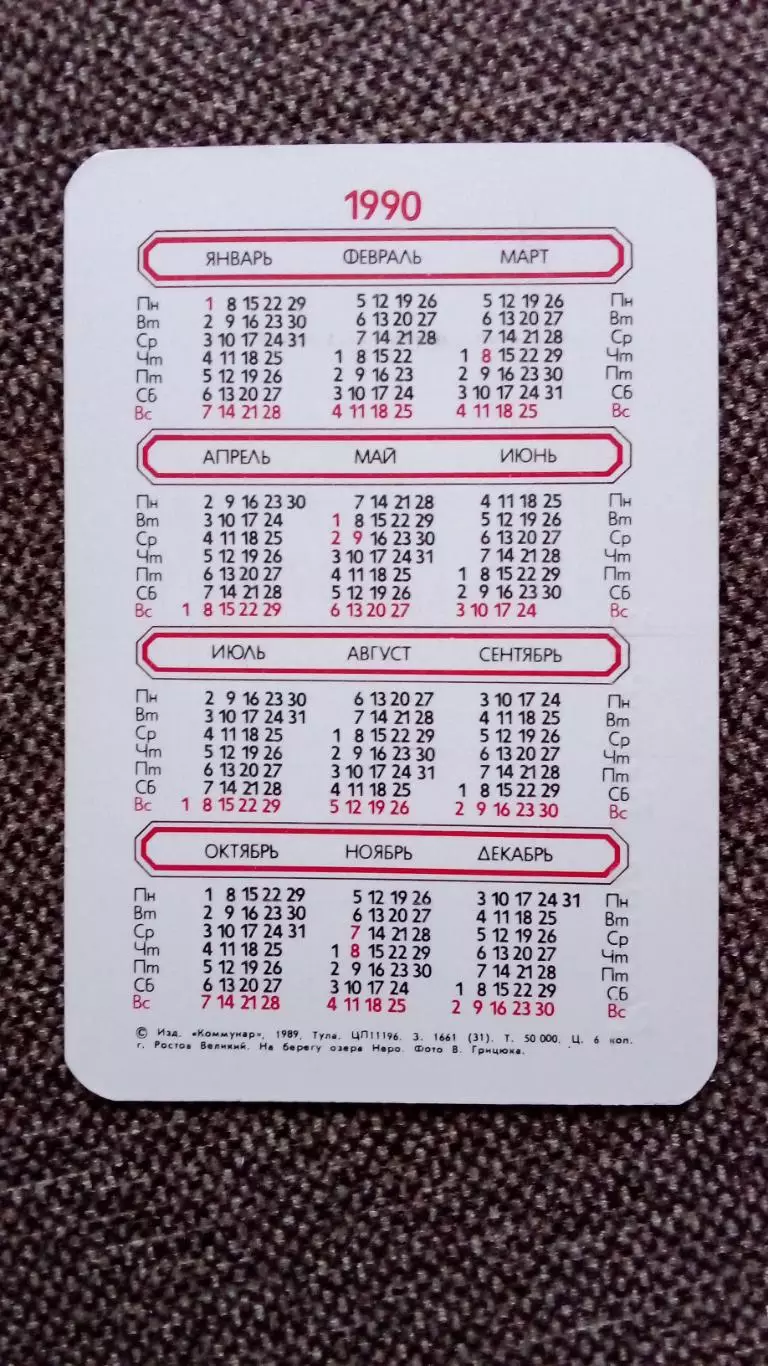 1990
ЯНВАРЬ ФЕВРАЛЬ МАРТ
Пн 1 8 15 22 29 5 12 19 26 5 12 19 26 Пн
Вт 2 9 16 23 30 6 13 20 27 6 13 20 27 Вт
Ср 3 10 17 24 31 7 14 21 28 7 14 21 28 Ср
Чт 4 11 18 25 1 8 15 22 1 8 15 22 29 Чт
Пт 5 12 19 26 2 9 16 23 2 9 16 23 30 Пт
Сб 6 13 20 27 3 10 17 24 3 10 17 24 31 Сб
Вс 7 14 21 28 4 11 18 25 4 11 18 25 Вс
АПРЕЛЬ МАЙ ИЮНЬ
Пн 2 9 16 23 30 7 14 21 28 4 11 18 25 Пн
Вт 3 10 17 24 1 8 15 22 29 5 12 19 26 Вт
Ср 4 11 18 25 2 9 16 23 30 6 13 20 27 Ср
Чт 5 12 19 26 3 10 17 24 31 7 14 21 28 Чт
Пт 6 13 20 27 4 11 18 25 1 8 15 22 29 Пт
Сб 7 14 21 28 5 12 19 26 2 9 16 23 30 Сб
Вс 1 8 15 22 29 6 13 20 27 3 10 17 24 Вс
ИЮЛЬ АВГУСТ СЕНТЯБРЬ
Пн 2 9 16 23 30 6 13 20 27 3 10 17 24 Пн
Вт 3 10 17 24 31 7 14 21 28 4 11 18 25 Вт
Ср 4 11 18 25 1 8 15 22 29 5 12 19 26 Ср
Чт 5 12 19 26 2 9 16 23 30 6 13 20 27 Чт
Пт 6 13 20 27 3 10 17 24 31 7 14 21 28 Пт
Сб 7 14 21 28 4 11 18 25 1 8 15 22 29 Сб
Вс 1 8 15 22 29 5 12 19 26 2 9 16 23 30 Вс
ОКТЯБРЬ НОЯБРЬ ДЕКАБРЬ
Пн 1 8 15 22 29 5 12 19 26 3 10 17 24 31 Пн
Вт 2 9 16 23 30 6 13 20 27 4 11 18 25 Вт
Ср 3 10 17 24 31 7 14 21 28 5 12 19 26 Ср
Чт 4 11 18 25 1 8 15 22 29 6 13 20 27 Чт
Пт 5 12 19 26 2 9 16 23 30 7 14 21 28 Пт
Сб 6 13 20 27 3 10 17 24 1 8 15 22 29 Сб
Вс 7 14 21 28 4 11 18 25 2 9 16 23 30 Вс
© Изд. «Коммунар», 1989, Тула. ЦП11196. З. 1661 (31). Т. 50 000. Ц. 6 коп.
г. Ростов Великий. На берегу озера Неро. Фото В. Грицюка.